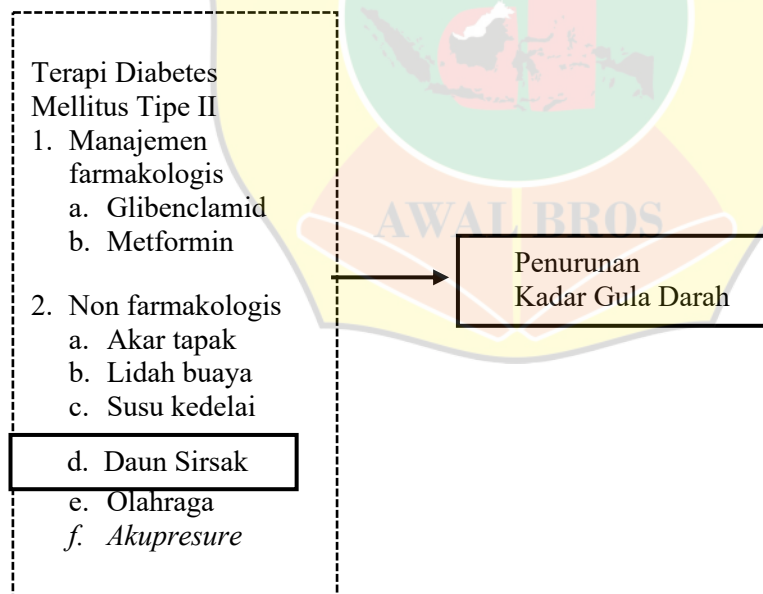 Terapi Diabetes
Mellitus Tipe II
1. Manajemen
farmakologis
a. Glibenclamid
b. Metformin
2. Non farmakologis
a. Akar tapak
b. Lidah buaya
c. Susu kedelai
d. Daun Sirsak
e. Olahraga
f. Akupresure
AWAL BROS
Penurunan
Kadar Gula Darah